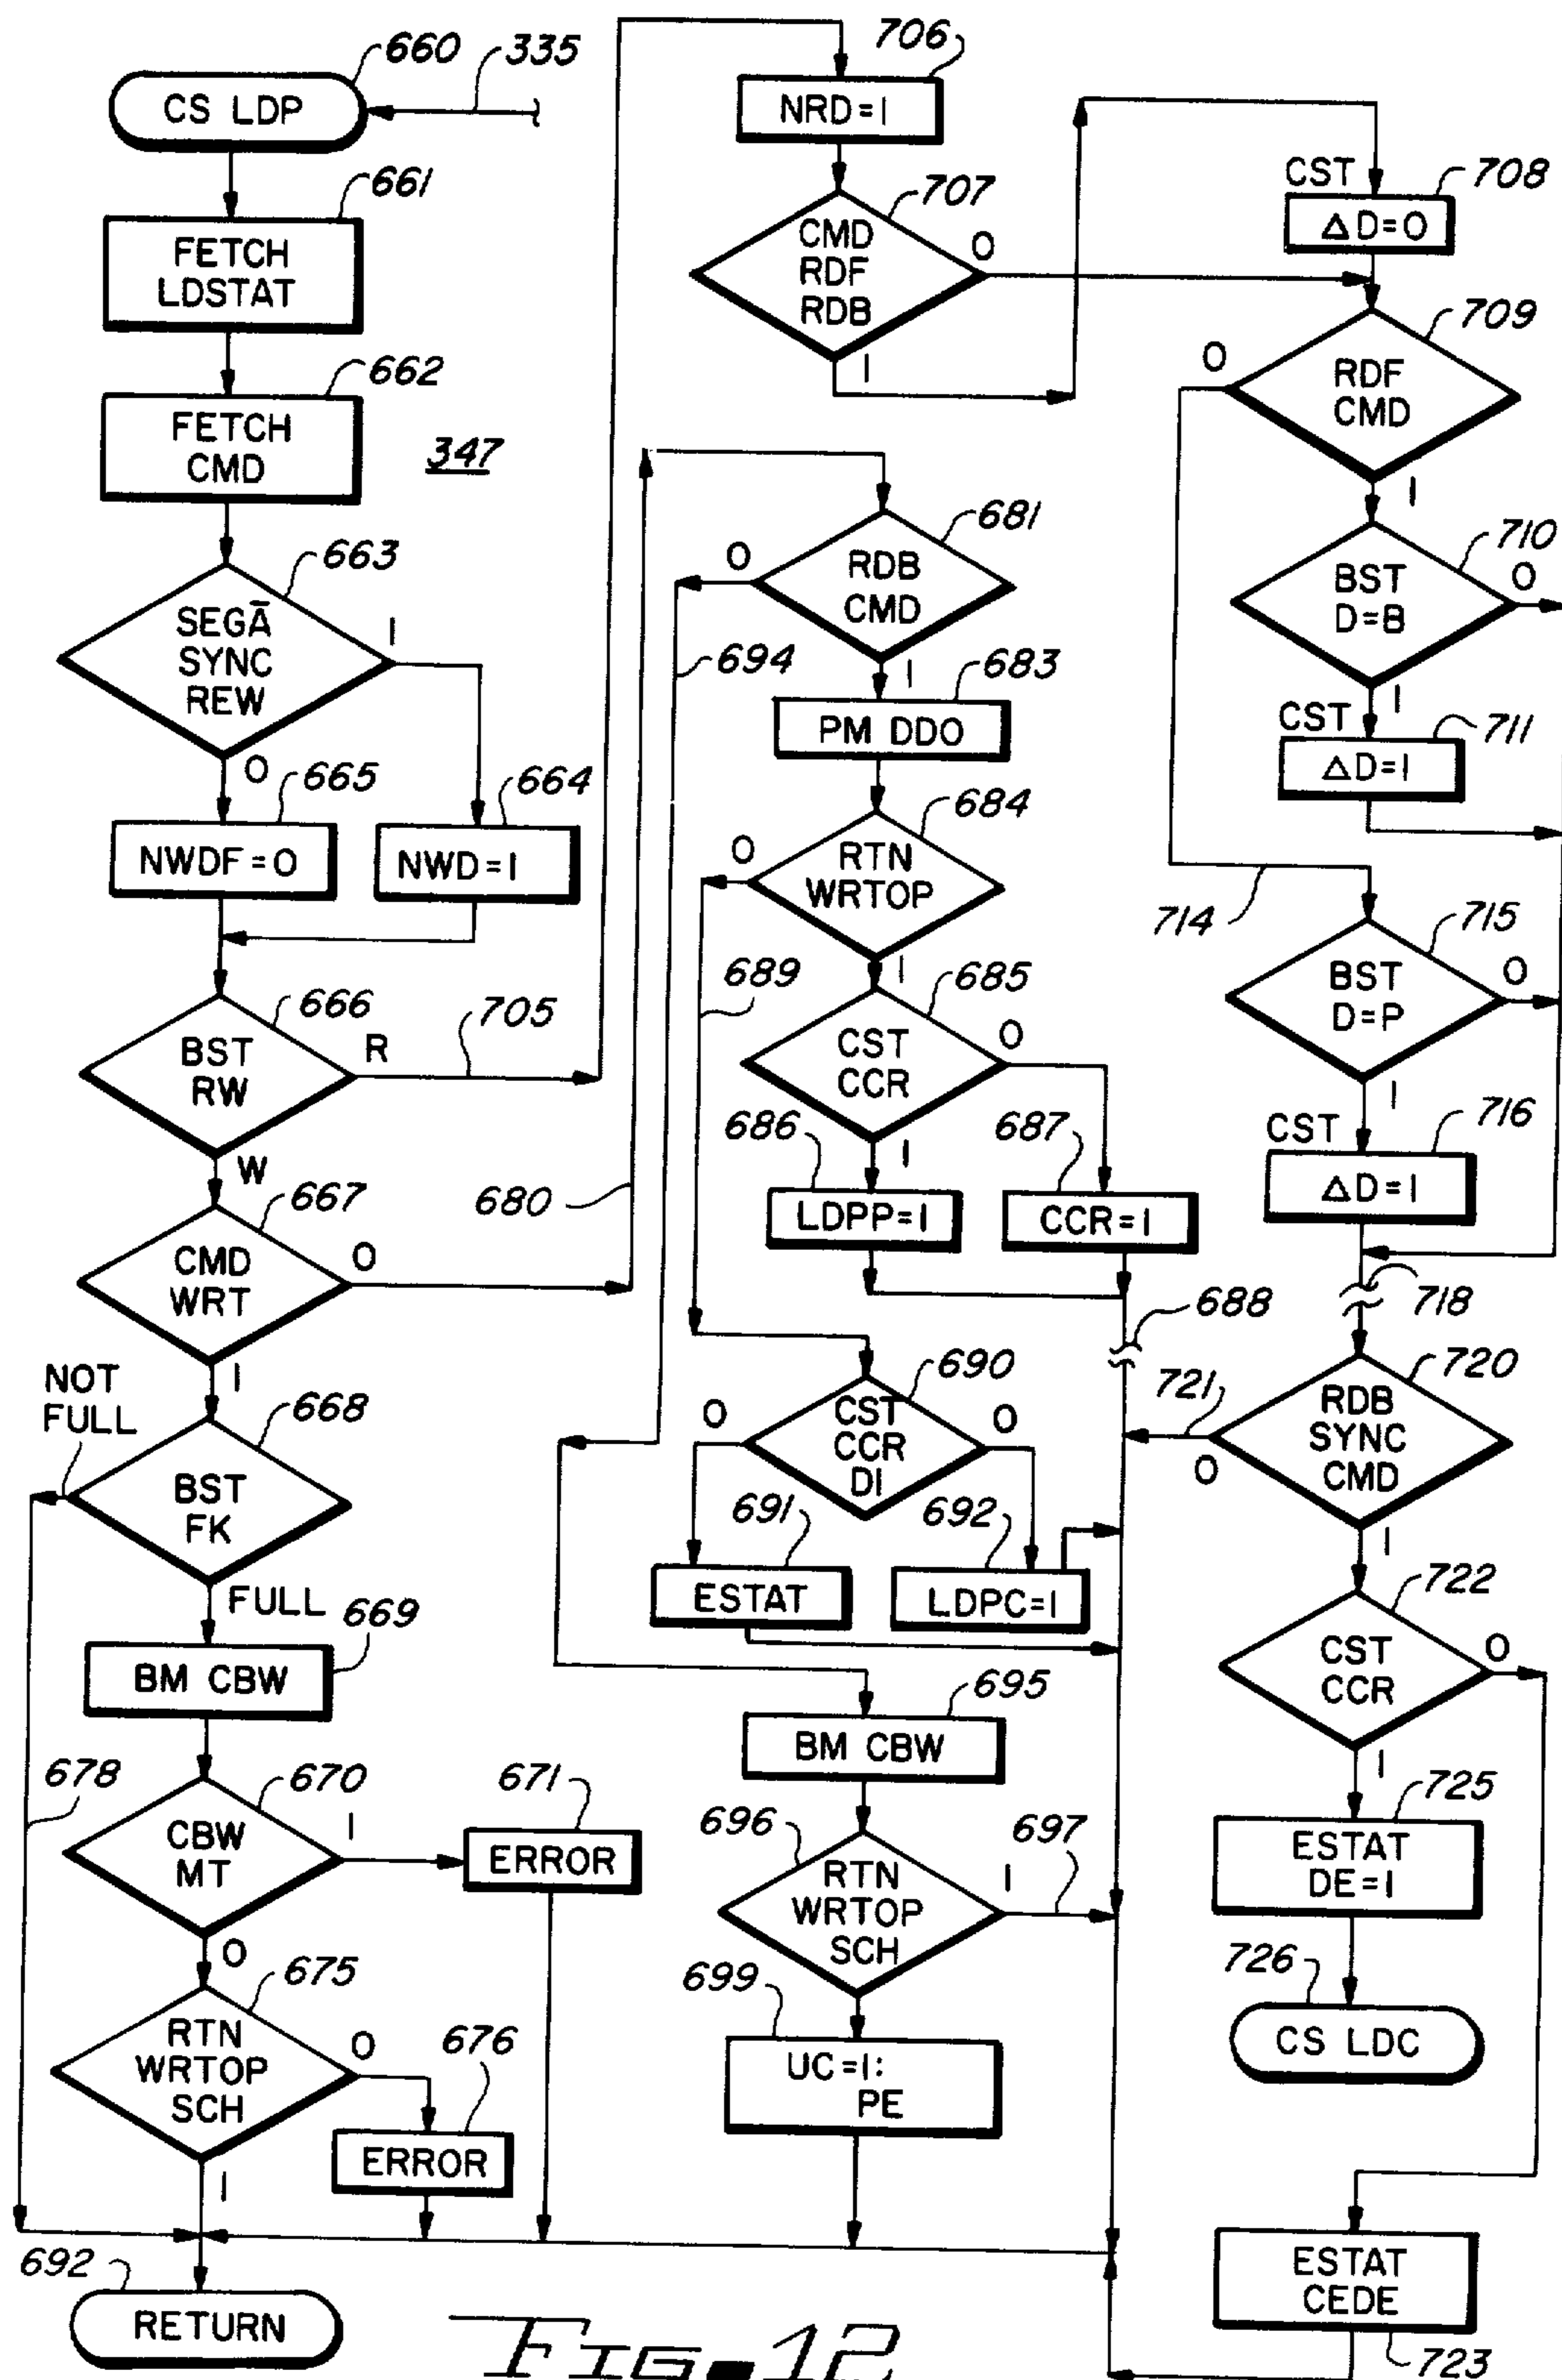 660
335
CS LDP
661
FETCH
LDSTAT
662
FETCH
CMD
347
663
SEGĀ
SYNC
REW
1
0
665
664
NWDF=0
NWD=1
666
705
BST
RW
R
W
667
680
CMD
WRT
0
1
NOT
FULL
668
BST
FK
FULL
669
BM CBW
678
670
671
CBW
MT
1
ERROR
0
675
RTN
WRTOP
SCH
0
676
ERROR
1
692
RETURN
706
NRD=1
707
CMD
RDF
RDB
0
1
681
0
RDB
CMD
694
1
683
PM DDO
684
0
RTN
WRTOP
689
1
685
CST
CCR
0
686
1
687
LDPP=1
CCR=1
688
690
0
CST
CCR
DI
0
691
692
ESTAT
LDPC=1
695
BM CBW
696
697
RTN
WRTOP
SCH
1
699
UC=1:
PE
CST
708
ΔD=0
709
0
RDF
CMD
1
710
BST
D=B
0
1
CST
711
ΔD=1
714
715
BST
D=P
0
1
CST
716
ΔD=1
718
720
721
RDB
SYNC
CMD
0
1
722
CST
CCR
0
1
725
ESTAT
DE=1
726
CS LDC
ESTAT
CEDE
723
FIG. 12